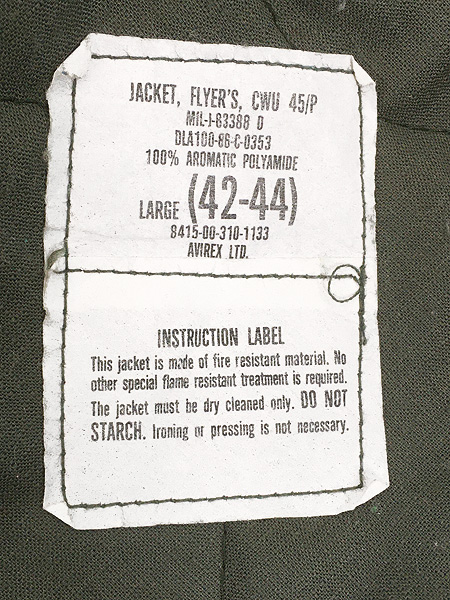 JACKET, FLYER'S, CWU 45/P
MIL-J-83388 D
DLA100-86-C-0353
100% AROMATIC POLYAMIDE
LARGE (42-44)
8415-00-310-1133
AVIREX LTD.
INSTRUCTION LABEL
This jacket is made of fire resistant material. No
other special flame resistant treatment is required.
The jacket must be dry cleaned only. DO NOT
STARCH. Ironing or pressing is not necessary.